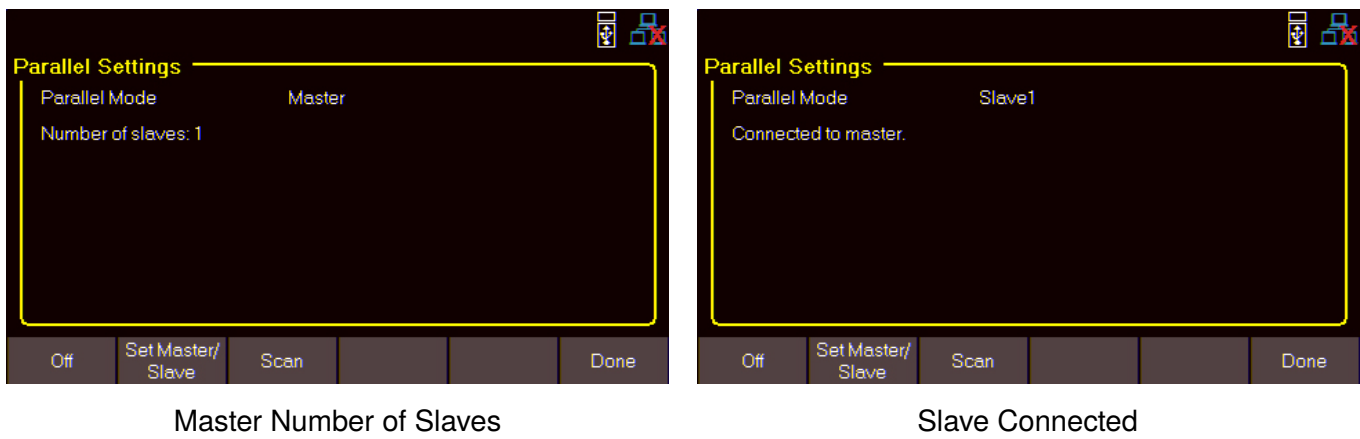 Parallel Settings
Parallel Mode Master
Number of slaves: 1
Off Set Master/ Slave Scan Done
Master Number of Slaves
Parallel Settings
Parallel Mode Slave1
Connected to master.
Off Set Master/ Slave Scan Done
Slave Connected